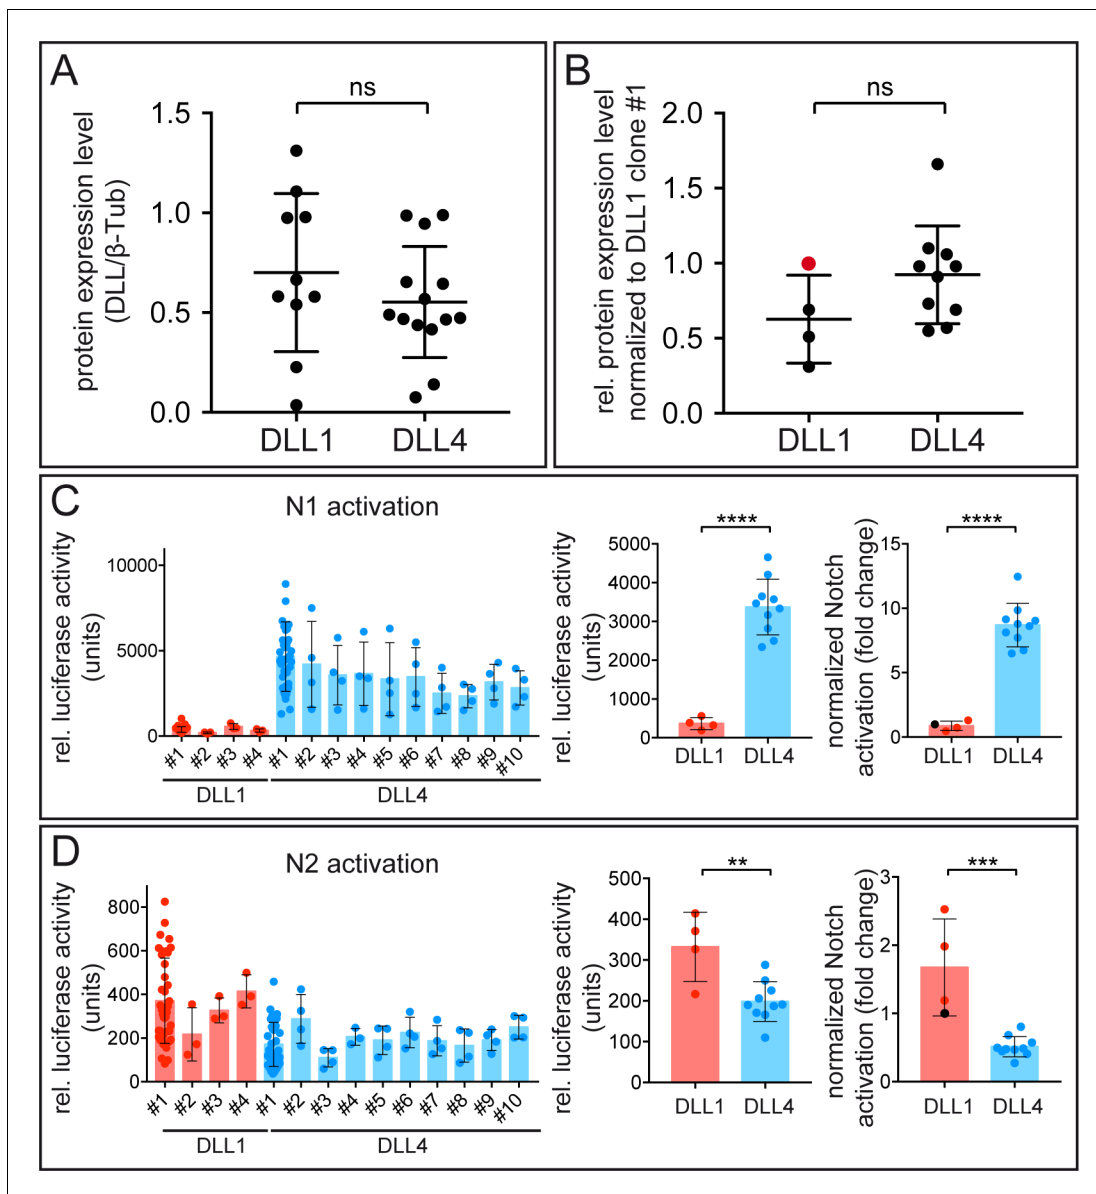 A
ns
protein expression level
(DLL/β-Tub)
1.5
1.0
0.5
0.0
DLL1
DLL4
B
ns
rel. protein expression level
normalized to DLL1 clone #1
2.0
1.5
1.0
0.5
0.0
DLL1
DLL4
C
N1 activation
rel. luciferase activity
(units)
10000
5000
0
#1
#2
#3
#4
#1
#2
#3
#4
#5
#6
#7
#8
#9
#10
DLL1
DLL4
rel. luciferase activity
(units)
****
5000
4000
3000
2000
1000
0
DLL1
DLL4
normalized Notch
activation (fold change)
****
15
10
5
0
DLL1
DLL4
D
N2 activation
rel. luciferase activity
(units)
800
600
400
200
0
#1
#2
#3
#4
#1
#2
#3
#4
#5
#6
#7
#8
#9
#10
DLL1
DLL4
rel. luciferase activity
(units)
**
500
400
300
200
100
0
DLL1
DLL4
normalized Notch
activation (fold change)
***
3
2
1
0
DLL1
DLL4